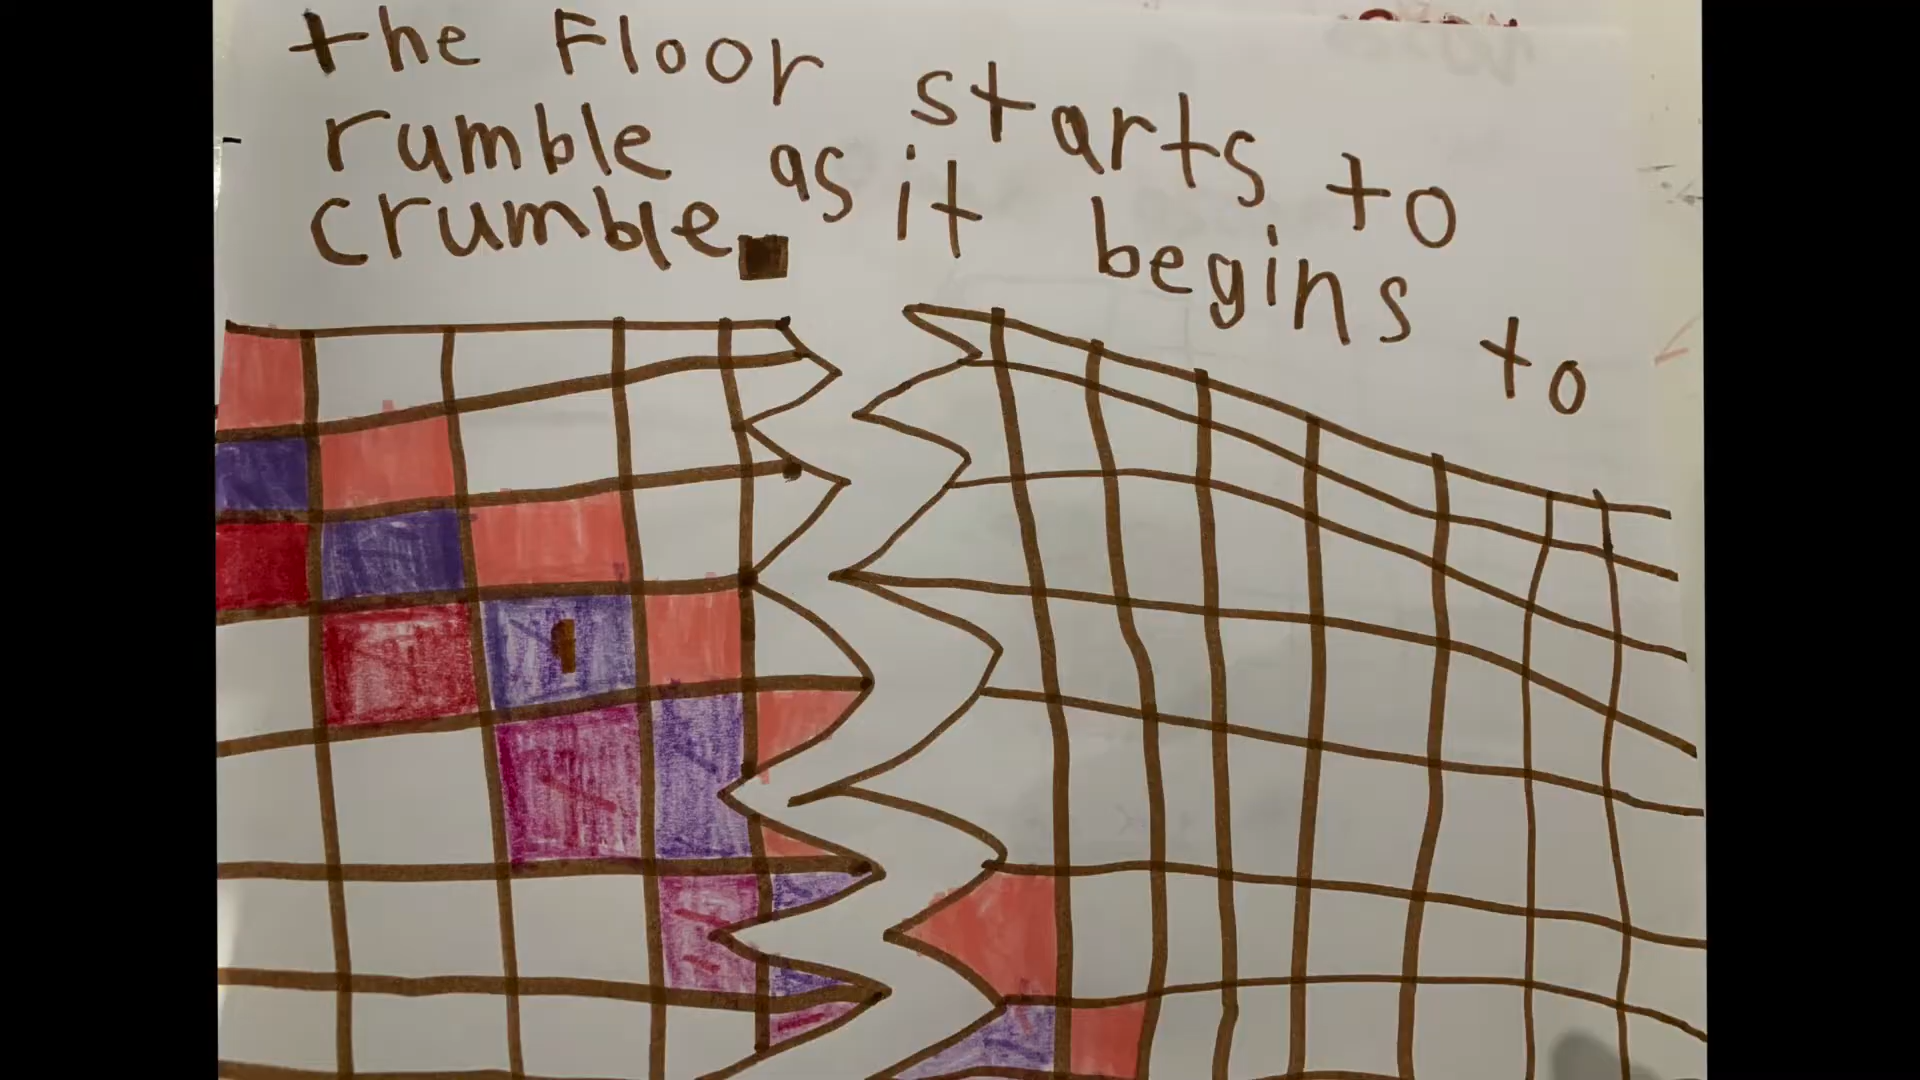 the Floor starts to
rumble as it begins to
crumble.